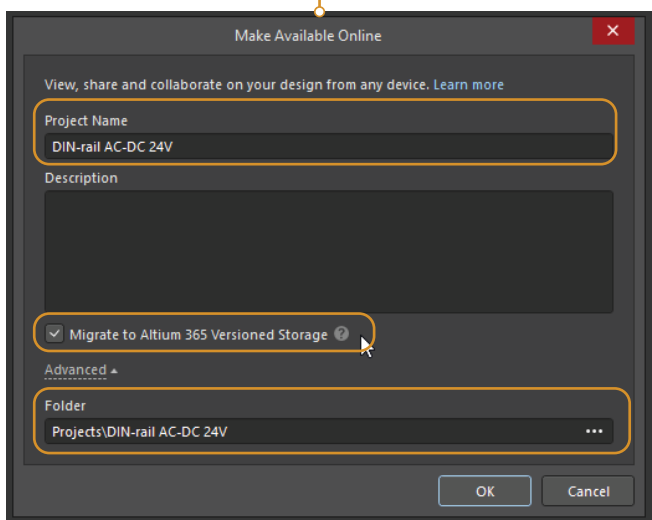 Make Available Online
View, share and collaborate on your design from any device. Learn more
Project Name
DIN-rail AC-DC 24V
Description
Migrate to Altium 365 Versioned Storage ?
Advanced
Folder
Projects\DIN-rail AC-DC 24V
OK Cancel